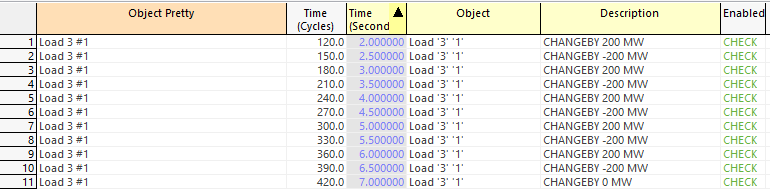 Object Pretty Time (Cycles) Time (Second Object Description Enabled
1 Load 3 #1 120.0 2.000000 Load '3' '1' CHANGEBY 200 MW CHECK
2 Load 3 #1 150.0 2.500000 Load '3' '1' CHANGEBY -200 MW CHECK
3 Load 3 #1 180.0 3.000000 Load '3' '1' CHANGEBY 200 MW CHECK
4 Load 3 #1 210.0 3.500000 Load '3' '1' CHANGEBY -200 MW CHECK
5 Load 3 #1 240.0 4.000000 Load '3' '1' CHANGEBY 200 MW CHECK
6 Load 3 #1 270.0 4.500000 Load '3' '1' CHANGEBY -200 MW CHECK
7 Load 3 #1 300.0 5.000000 Load '3' '1' CHANGEBY 200 MW CHECK
8 Load 3 #1 330.0 5.500000 Load '3' '1' CHANGEBY -200 MW CHECK
9 Load 3 #1 360.0 6.000000 Load '3' '1' CHANGEBY 200 MW CHECK
10 Load 3 #1 390.0 6.500000 Load '3' '1' CHANGEBY -200 MW CHECK
11 Load 3 #1 420.0 7.000000 Load '3' '1' CHANGEBY 0 MW CHECK